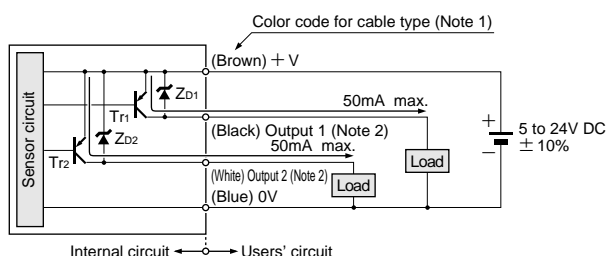 Color code for cable type (Note 1)
(Brown) + V
Sensor circuit
ZD1
Tr1
50mA max.
(Black) Output 1 (Note 2)
ZD2
Tr2
50mA max.
Load
+
5 to 24V DC
± 10%
−
(White) Output 2 (Note 2)
Load
(Blue) 0V
Internal circuit
Users' circuit